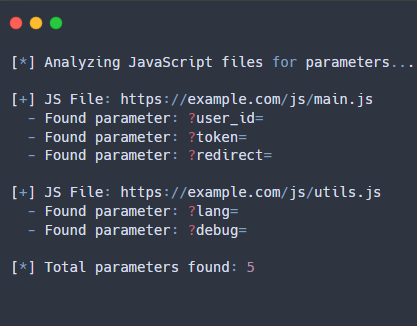 [*] Analyzing JavaScript files for parameters...
[+] JS File: https://example.com/js/main.js
- Found parameter: ?user_id=
- Found parameter: ?token=
- Found parameter: ?redirect=
[+] JS File: https://example.com/js/utils.js
- Found parameter: ?lang=
- Found parameter: ?debug=
[*] Total parameters found: 5